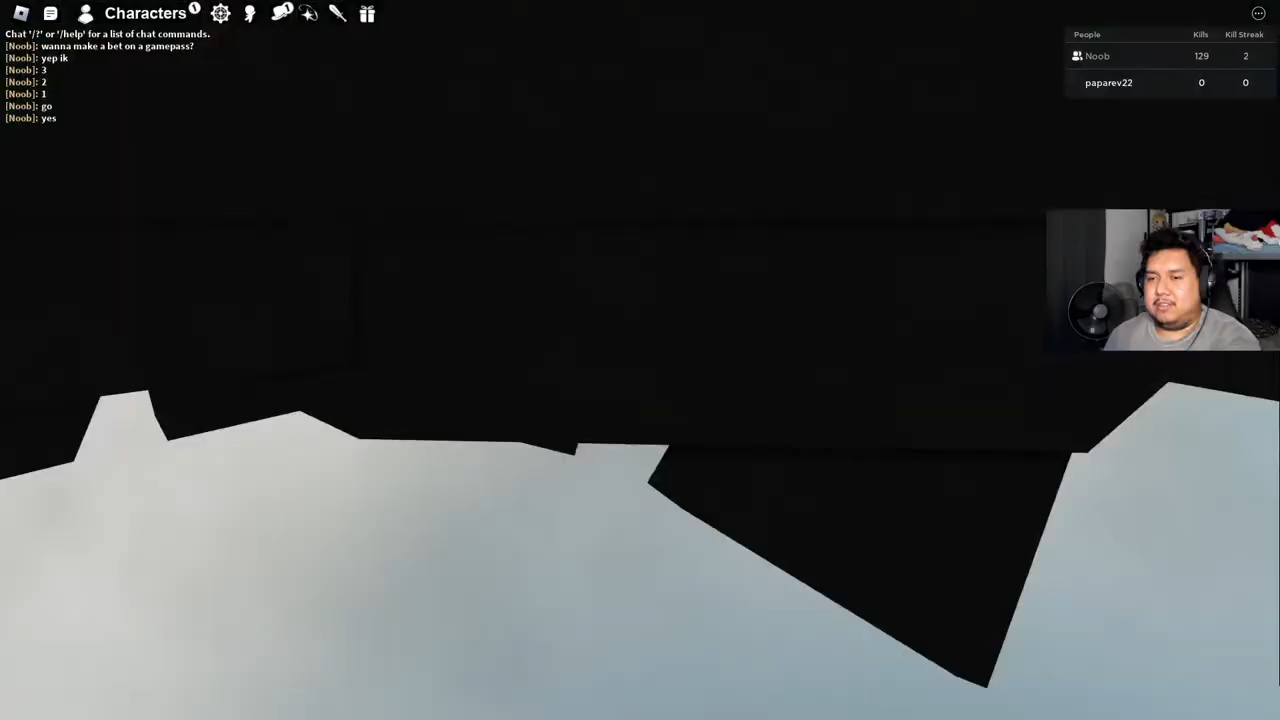 Characters 1
1
Chat '/?' or '/help' for a list of chat commands.
[Noob]: wanna make a bet on a gamepass?
[Noob]: yep ik
[Noob]: 3
[Noob]: 2
[Noob]: 1
[Noob]: go
[Noob]: yes
People Kills Kill Streak
Noob 129 2
paparev22 0 0